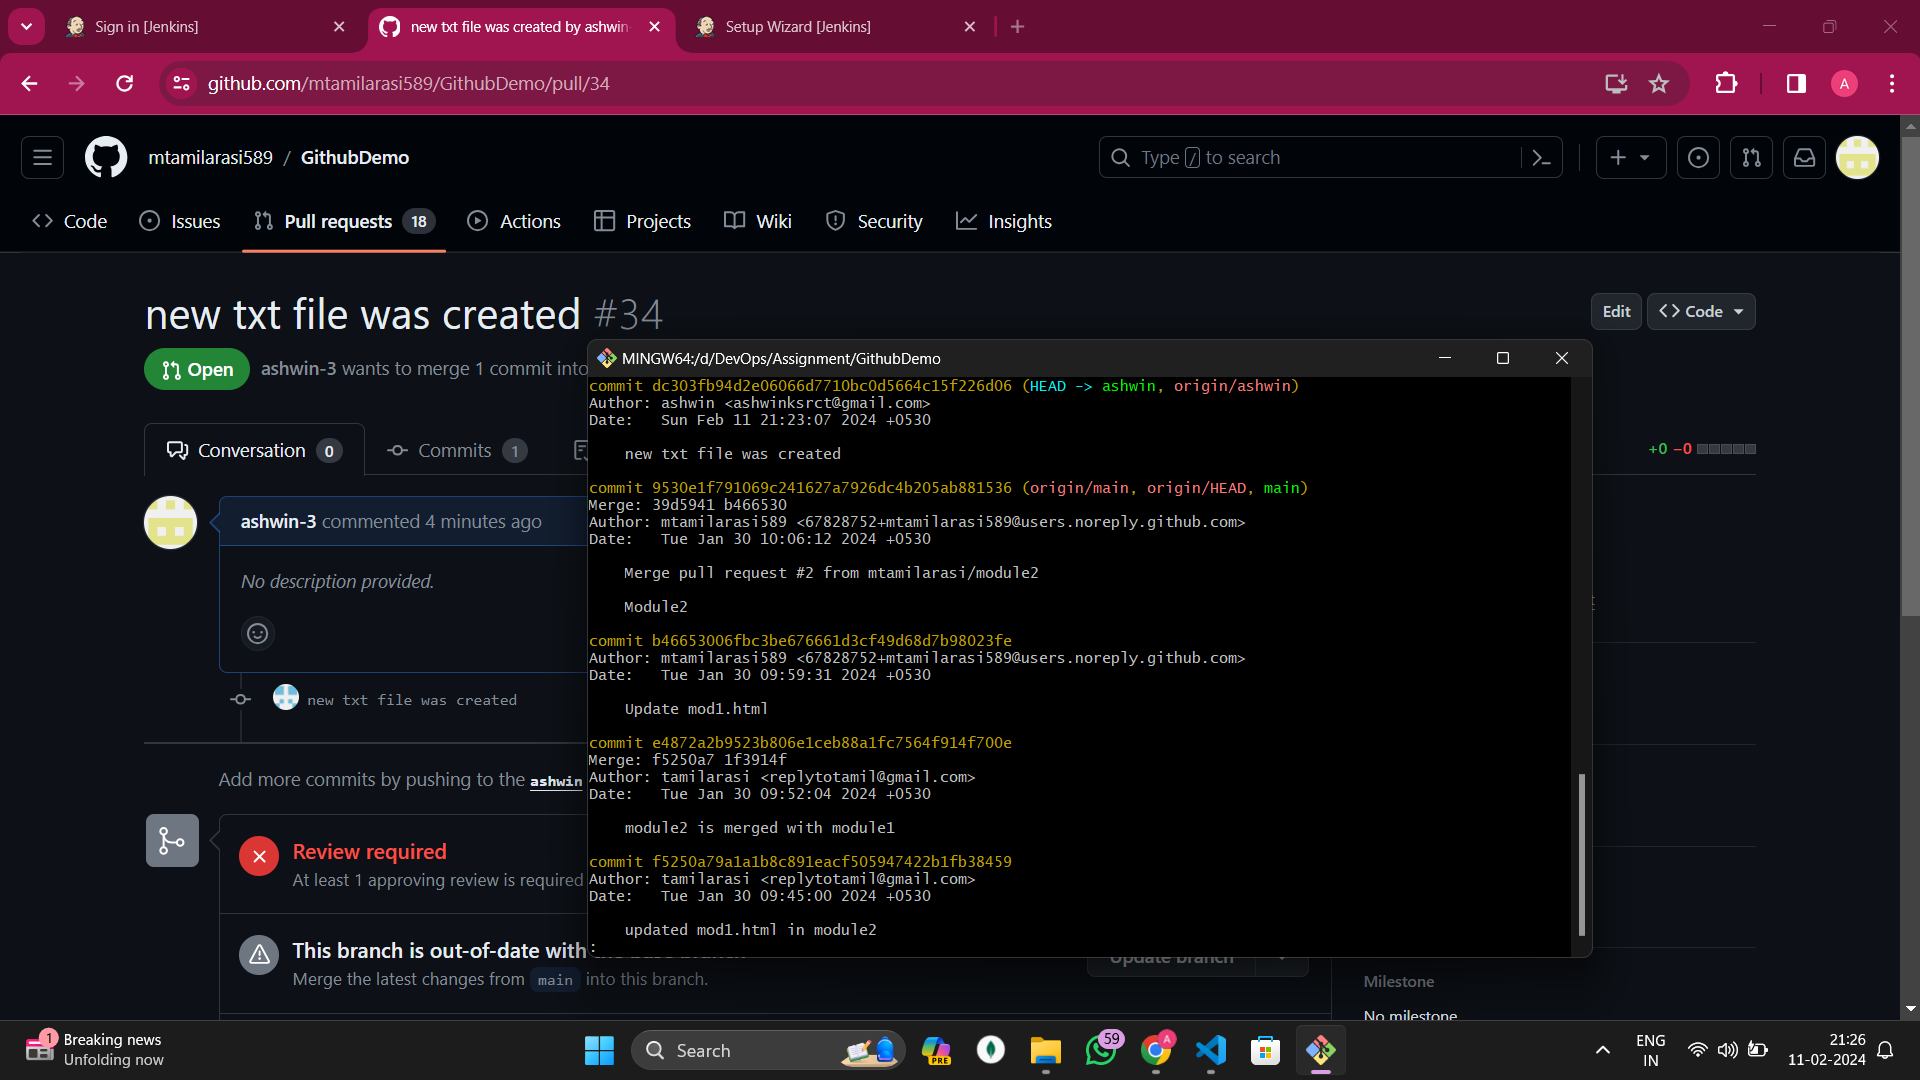 Sign in [Jenkins]
new txt file was created by ashwin-
Setup Wizard [Jenkins]
github.com/mtamilarasi589/GithubDemo/pull/34
A
mtamilarasi589 / GithubDemo
Type / to search
Code
Issues
Pull requests 18
Actions
Projects
Wiki
Security
Insights
new txt file was created #34
Edit
Code
Open
ashwin-3 wants to merge 1 commit into
Conversation 0
Commits 1
+0 −0
ashwin-3 commented 4 minutes ago
No description provided.
new txt file was created
Add more commits by pushing to the ashwin
Review required
At least 1 approving review is required
This branch is out-of-date with the base branch
Merge the latest changes from main into this branch.
Update branch
Milestone
No milestone
MINGW64:/d/DevOps/Assignment/GithubDemo
commit dc303fb94d2e06066d7710bc0d5664c15f226d06 (HEAD -> ashwin, origin/ashwin)
Author: ashwin <ashwinksrct@gmail.com>
Date:   Sun Feb 11 21:23:07 2024 +0530
new txt file was created
commit 9530e1f791069c241627a7926dc4b205ab881536 (origin/main, origin/HEAD, main)
Merge: 39d5941 b466530
Author: mtamilarasi589 <67828752+mtamilarasi589@users.noreply.github.com>
Date:   Tue Jan 30 10:06:12 2024 +0530
Merge pull request #2 from mtamilarasi/module2
Module2
commit b46653006fbc3be676661d3cf49d68d7b98023fe
Author: mtamilarasi589 <67828752+mtamilarasi589@users.noreply.github.com>
Date:   Tue Jan 30 09:59:31 2024 +0530
Update mod1.html
commit e4872a2b9523b806e1ceb88a1fc7564f914f700e
Merge: f5250a7 1f3914f
Author: tamilarasi <replytotamil@gmail.com>
Date:   Tue Jan 30 09:52:04 2024 +0530
module2 is merged with module1
commit f5250a79a1a1b8c891eacf505947422b1fb38459
Author: tamilarasi <replytotamil@gmail.com>
Date:   Tue Jan 30 09:45:00 2024 +0530
updated mod1.html in module2
:
1
Breaking news
Unfolding now
Search
PRE
59
A
ENG
IN
21:26
11-02-2024